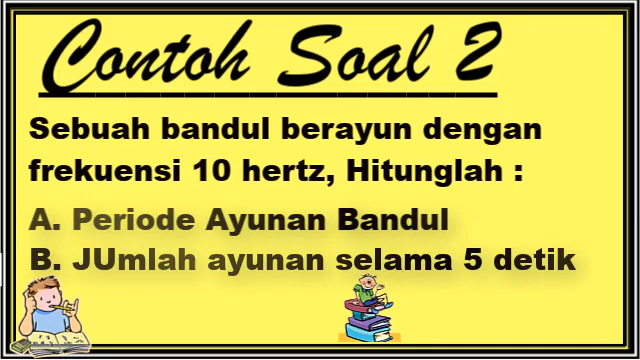 Contoh Soal 2
Sebuah bandul berayun dengan
frekuensi 10 hertz, Hitunglah :
A. Periode Ayunan Bandul
B. JUmlah ayunan selama 5 detik